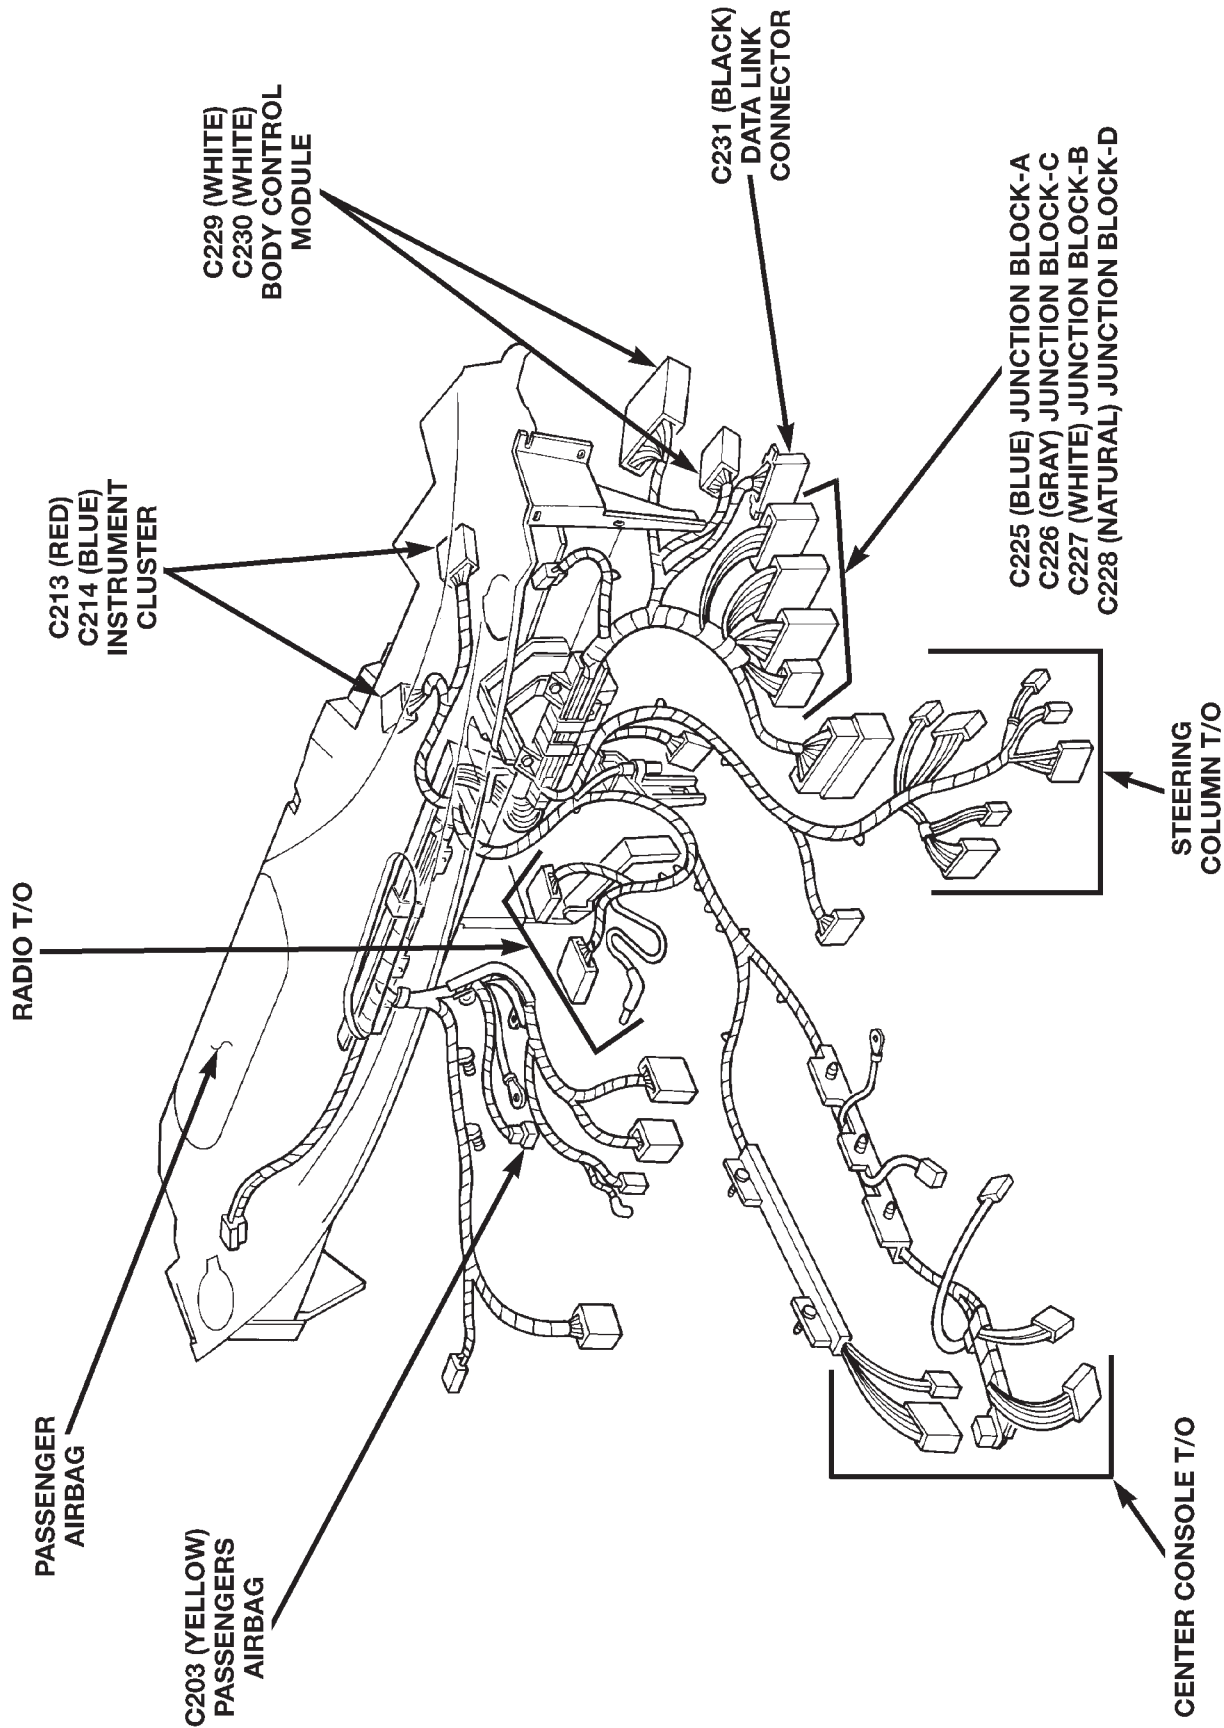 PASSENGER
AIRBAG
RADIO T/O
C213 (RED)
C214 (BLUE)
INSTRUMENT
CLUSTER
C229 (WHITE)
C230 (WHITE)
BODY CONTROL
MODULE
C203 (YELLOW)
PASSENGERS
AIRBAG
C231 (BLACK)
DATA LINK
CONNECTOR
C225 (BLUE) JUNCTION BLOCK-A
C226 (GRAY) JUNCTION BLOCK-C
C227 (WHITE) JUNCTION BLOCK-B
C228 (NATURAL) JUNCTION BLOCK-D
CENTER CONSOLE T/O
STEERING
COLUMN T/O